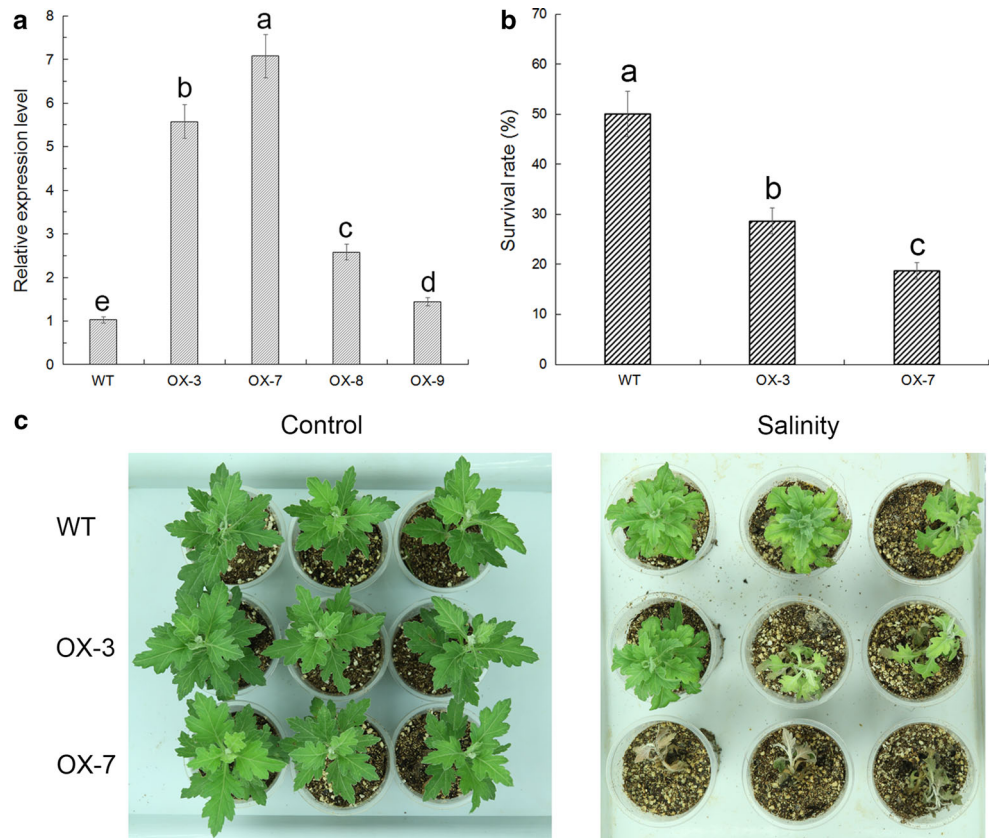 a
Relative expression level
8
7
6
5
4
3
2
1
0
e
b
a
c
d
WT OX-3 OX-7 OX-8 OX-9
b
Survival rate (%)
70
60
50
40
30
20
10
0
a
b
c
WT OX-3 OX-7
c
Control Salinity
WT
OX-3
OX-7